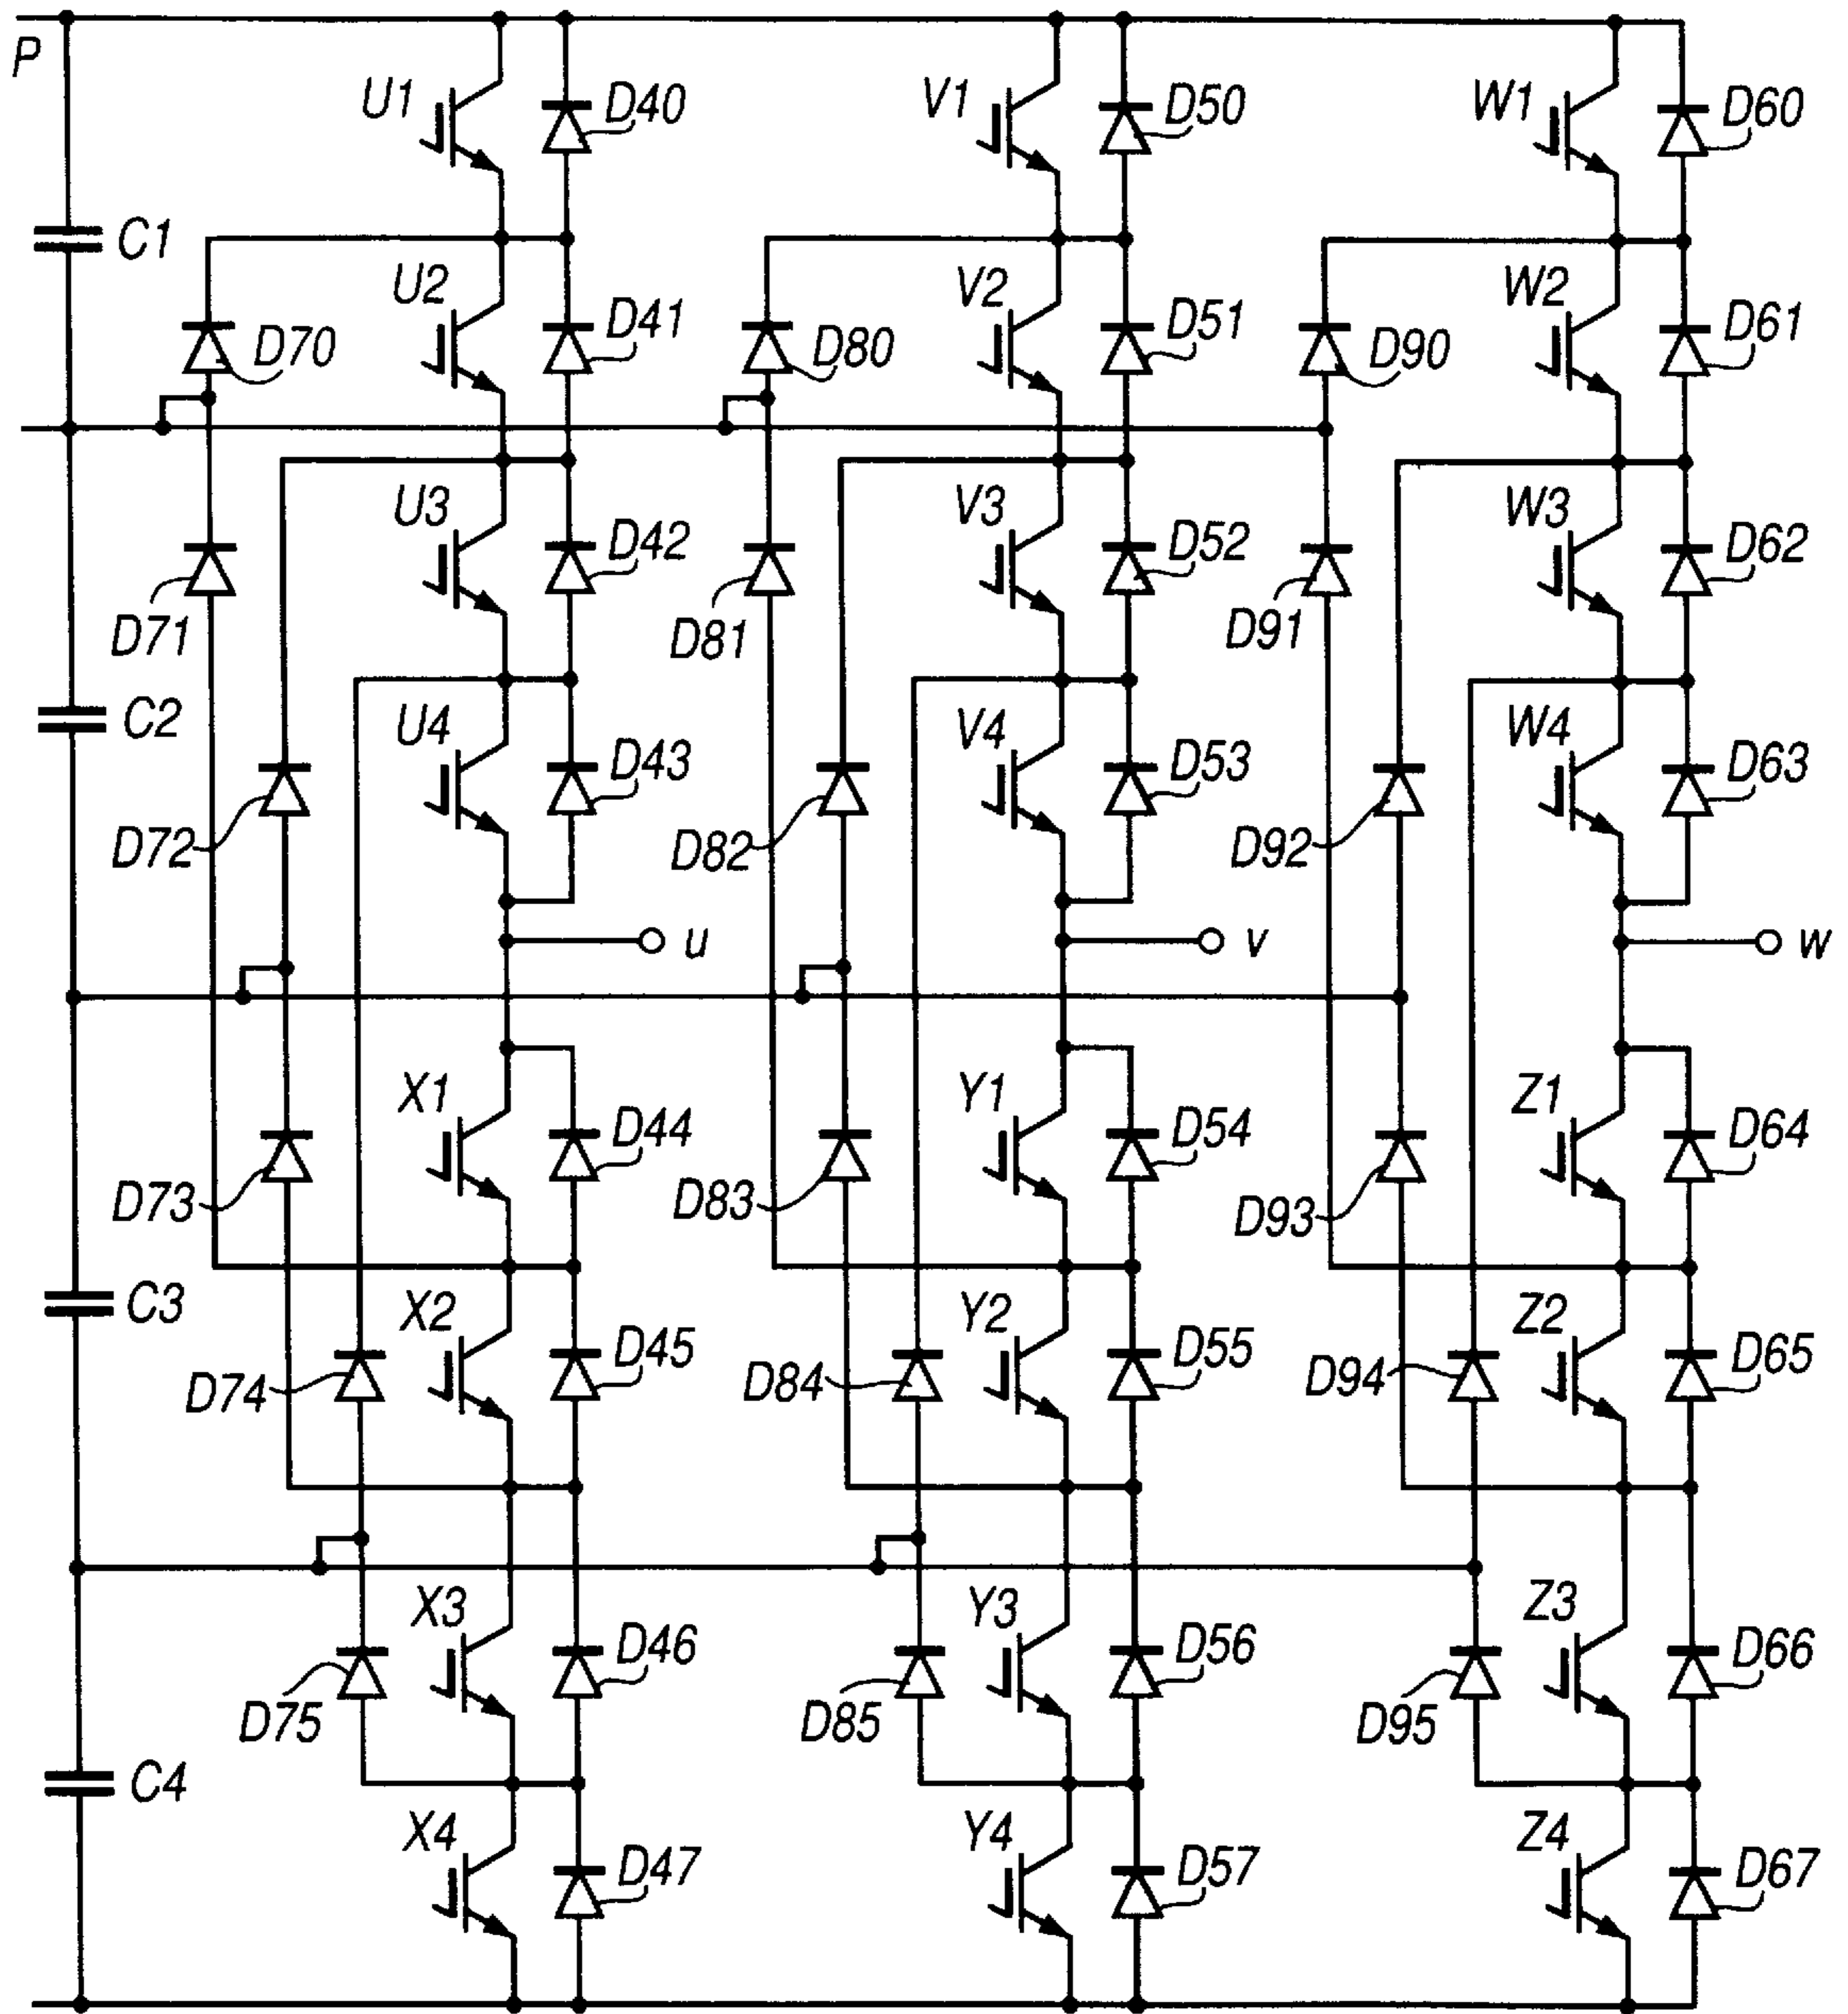 P
U1 D40 V1 D50 W1 D60
C1
U2 D41 V2 D51 W2 D61
D70 D80 D90
U3 D42 V3 D52 W3 D62
D71 D81 D91
C2 U4 D43 V4 D53 W4 D63
D72 D82 D92
u v w
X1 D44 Y1 D54 Z1 D64
D73 D83 D93
C3 X2 D45 Y2 D55 Z2 D65
D74 D84 D94
X3 D46 Y3 D56 Z3 D66
D75 D85 D95
C4
X4 D47 Y4 D57 Z4 D67